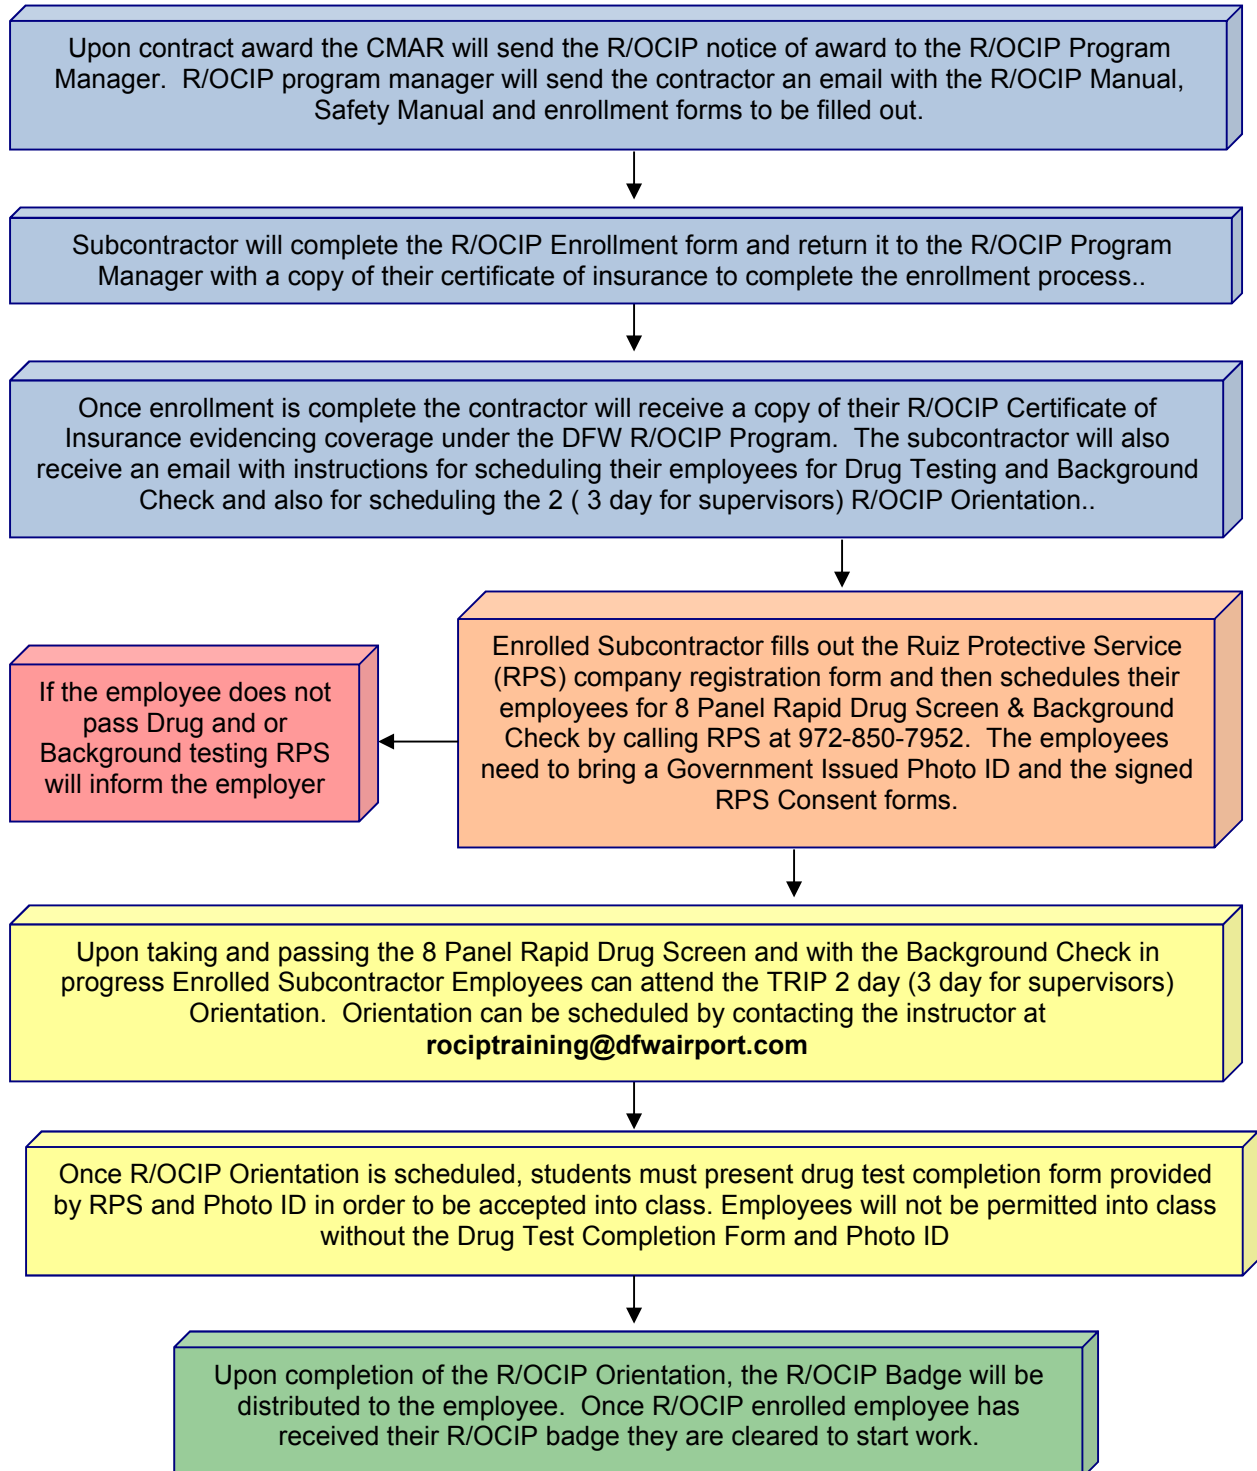 Upon contract award the CMAR will send the R/OCIP notice of award to the R/OCIP Program
Manager.  R/OCIP program manager will send the contractor an email with the R/OCIP Manual,
Safety Manual and enrollment forms to be filled out.
Subcontractor will complete the R/OCIP Enrollment form and return it to the R/OCIP Program
Manager with a copy of their certificate of insurance to complete the enrollment process..
Once enrollment is complete the contractor will receive a copy of their R/OCIP Certificate of
Insurance evidencing coverage under the DFW R/OCIP Program.  The subcontractor will also
receive an email with instructions for scheduling their employees for Drug Testing and Background
Check and also for scheduling the 2 ( 3 day for supervisors) R/OCIP Orientation..
Enrolled Subcontractor fills out the Ruiz Protective Service
(RPS) company registration form and then schedules their
employees for 8 Panel Rapid Drug Screen & Background
Check by calling RPS at 972-850-7952.  The employees
need to bring a Government Issued Photo ID and the signed
RPS Consent forms.
If the employee does not
pass Drug and or
Background testing RPS
will inform the employer
Upon taking and passing the 8 Panel Rapid Drug Screen and with the Background Check in
progress Enrolled Subcontractor Employees can attend the TRIP 2 day (3 day for supervisors)
Orientation.  Orientation can be scheduled by contacting the instructor at
rociptraining@dfwairport.com
Once R/OCIP Orientation is scheduled, students must present drug test completion form provided
by RPS and Photo ID in order to be accepted into class. Employees will not be permitted into class
without the Drug Test Completion Form and Photo ID
Upon completion of the R/OCIP Orientation, the R/OCIP Badge will be
distributed to the employee.  Once R/OCIP enrolled employee has
received their R/OCIP badge they are cleared to start work.